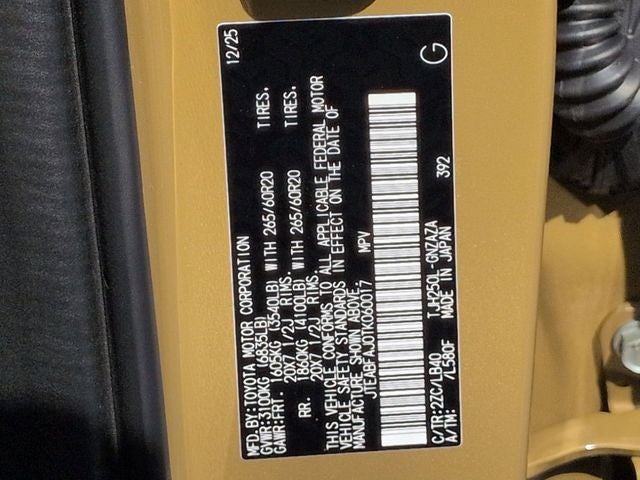 MFD.BY:TOYOTA MOTOR CORPORATION 12/25
GVWR:3100KG (6835LB)
GAWR:FRT. 1605KG (3540LB) WITH 265/60R20 TIRES.
20X7 1/2J RIMS.
RR. 1860KG (4100LB) WITH 265/60R20 TIRES.
20X7 1/2J RIMS.
THIS VEHICLE CONFORMS TO ALL APPLICABLE FEDERAL MOTOR
VEHICLE SAFETY STANDARDS IN EFFECT ON THE DATE OF
MANUFACTURE SHOWN ABOVE.
JTEABFAJ0TK060017 MPV
C/TR:2ZC/LB40 TJH250L-GNZAZA 392
A/TM: /L580F MADE IN JAPAN
G